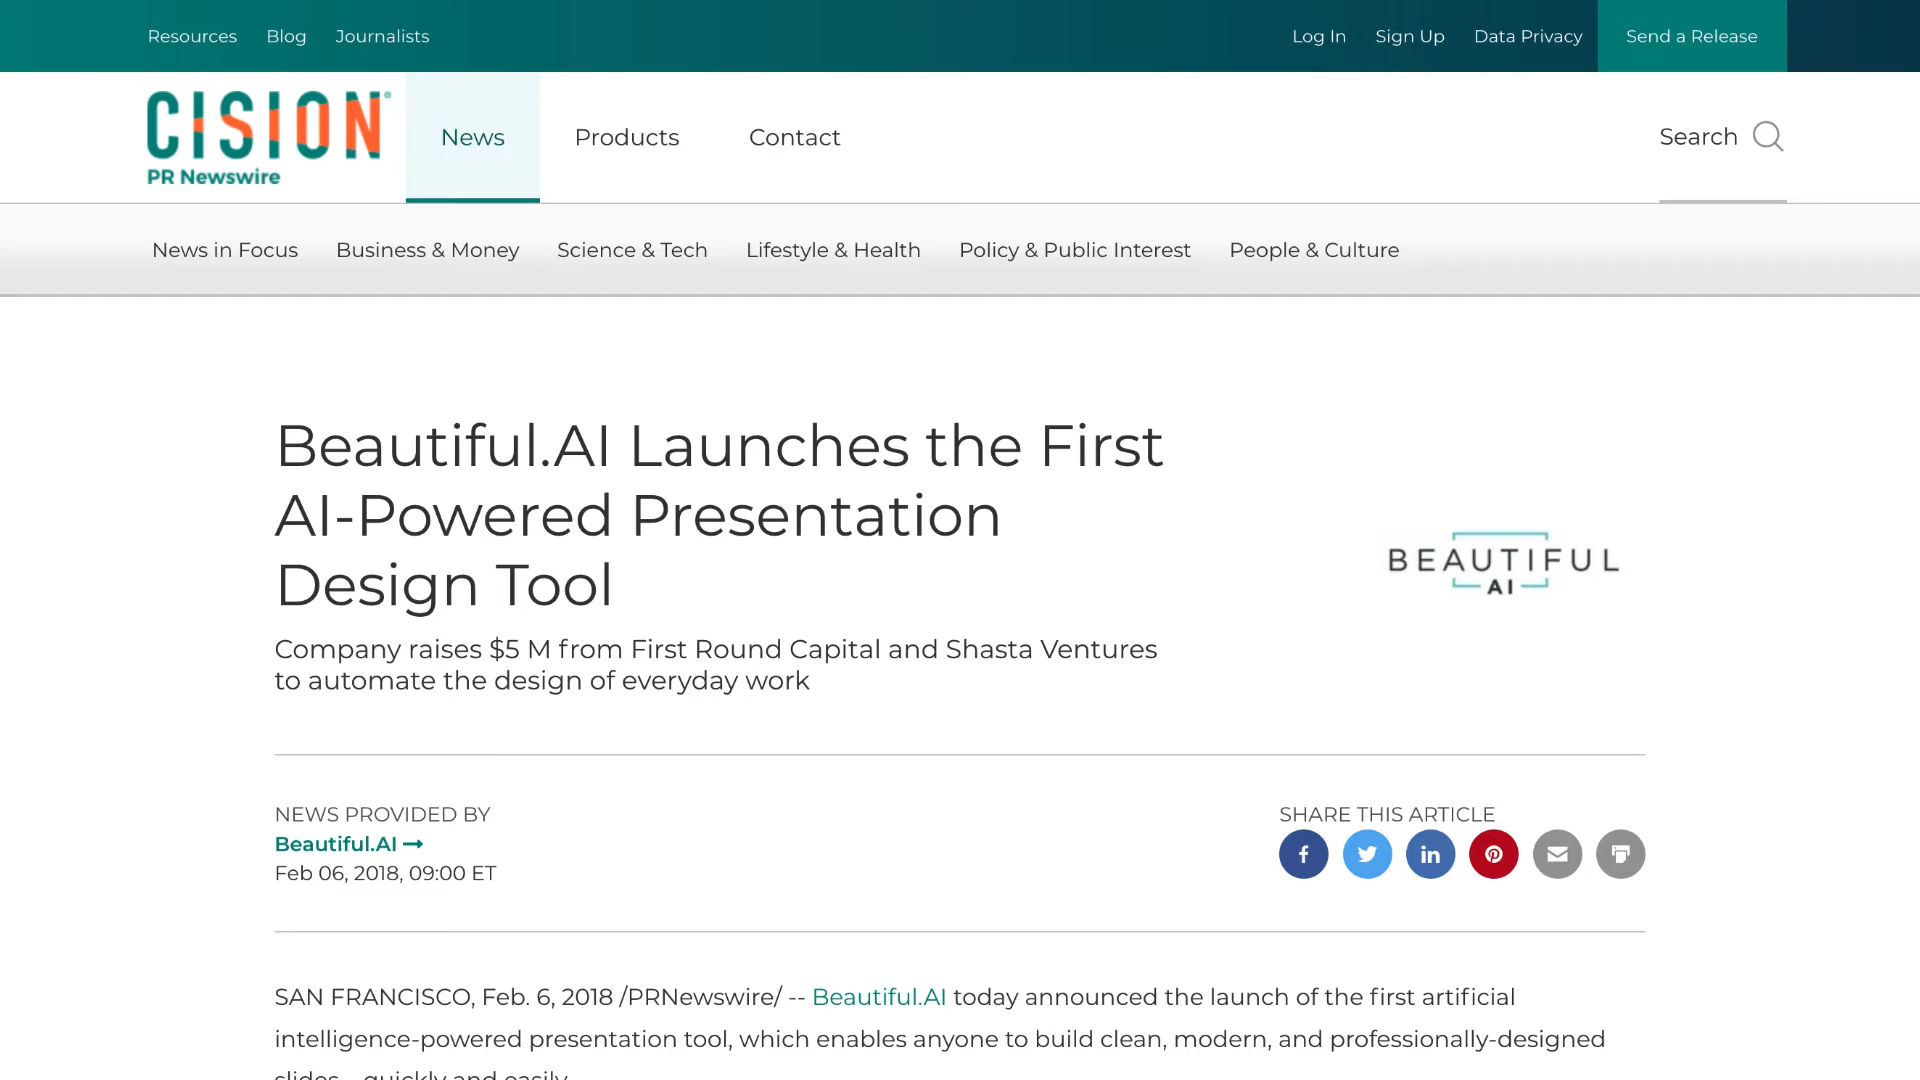 Resources Blog Journalists Log In Sign Up Data Privacy Send a Release
CISION®
PR Newswire
News Products Contact Search
News in Focus Business & Money Science & Tech Lifestyle & Health Policy & Public Interest People & Culture
Beautiful.AI Launches the First
AI-Powered Presentation
Design Tool
BEAUTIFUL
AI
Company raises $5 M from First Round Capital and Shasta Ventures
to automate the design of everyday work
NEWS PROVIDED BY
Beautiful.AI →
Feb 06, 2018, 09:00 ET
SHARE THIS ARTICLE
SAN FRANCISCO, Feb. 6, 2018 /PRNewswire/ -- Beautiful.AI today announced the launch of the first artificial
intelligence-powered presentation tool, which enables anyone to build clean, modern, and professionally-designed
slides – quickly and easily.